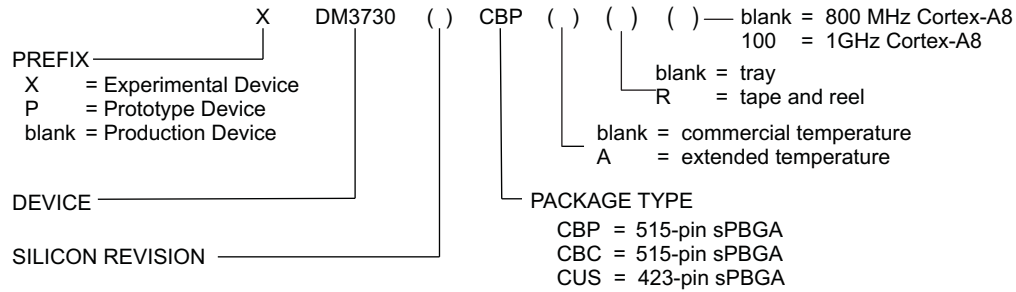 X DM3730 ( ) CBP ( ) ( ) ( ) blank = 800 MHz Cortex-A8
100 = 1GHz Cortex-A8
PREFIX
X = Experimental Device
P = Prototype Device
blank = Production Device
blank = tray
R = tape and reel
blank = commercial temperature
A = extended temperature
DEVICE
PACKAGE TYPE
CBP = 515-pin sPBGA
CBC = 515-pin sPBGA
CUS = 423-pin sPBGA
SILICON REVISION